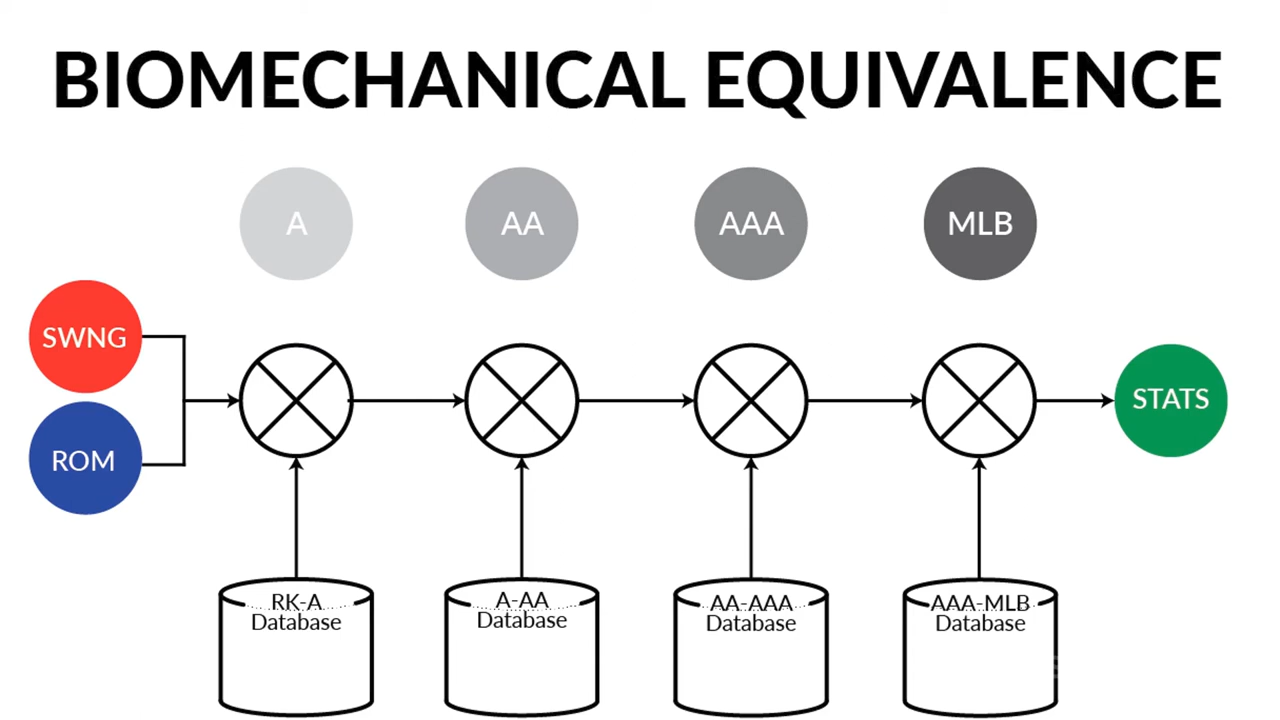 BIOMECHANICAL EQUIVALENCE
A
AA
AAA
MLB
SWNG
ROM
STATS
RK-A
Database
A-AA
Database
AA-AAA
Database
AAA-MLB
Database